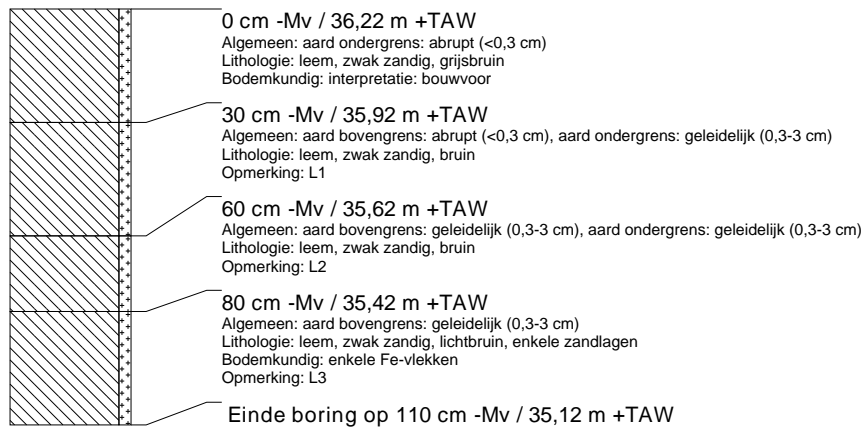 0 cm -Mv / 36,22 m +TAW
Algemeen: aard ondergrens: abrupt (<0,3 cm)
Lithologie: leem, zwak zandig, grijsbruin
Bodemkundig: interpretatie: bouwvoor
30 cm -Mv / 35,92 m +TAW
Algemeen: aard bovengrens: abrupt (<0,3 cm), aard ondergrens: geleidelijk (0,3-3 cm)
Lithologie: leem, zwak zandig, bruin
Opmerking: L1
60 cm -Mv / 35,62 m +TAW
Algemeen: aard bovengrens: geleidelijk (0,3-3 cm), aard ondergrens: geleidelijk (0,3-3 cm)
Lithologie: leem, zwak zandig, bruin
Opmerking: L2
80 cm -Mv / 35,42 m +TAW
Algemeen: aard bovengrens: geleidelijk (0,3-3 cm)
Lithologie: leem, zwak zandig, lichtbruin, enkele zandlagen
Bodemkundig: enkele Fe-vlekken
Opmerking: L3
Einde boring op 110 cm -Mv / 35,12 m +TAW